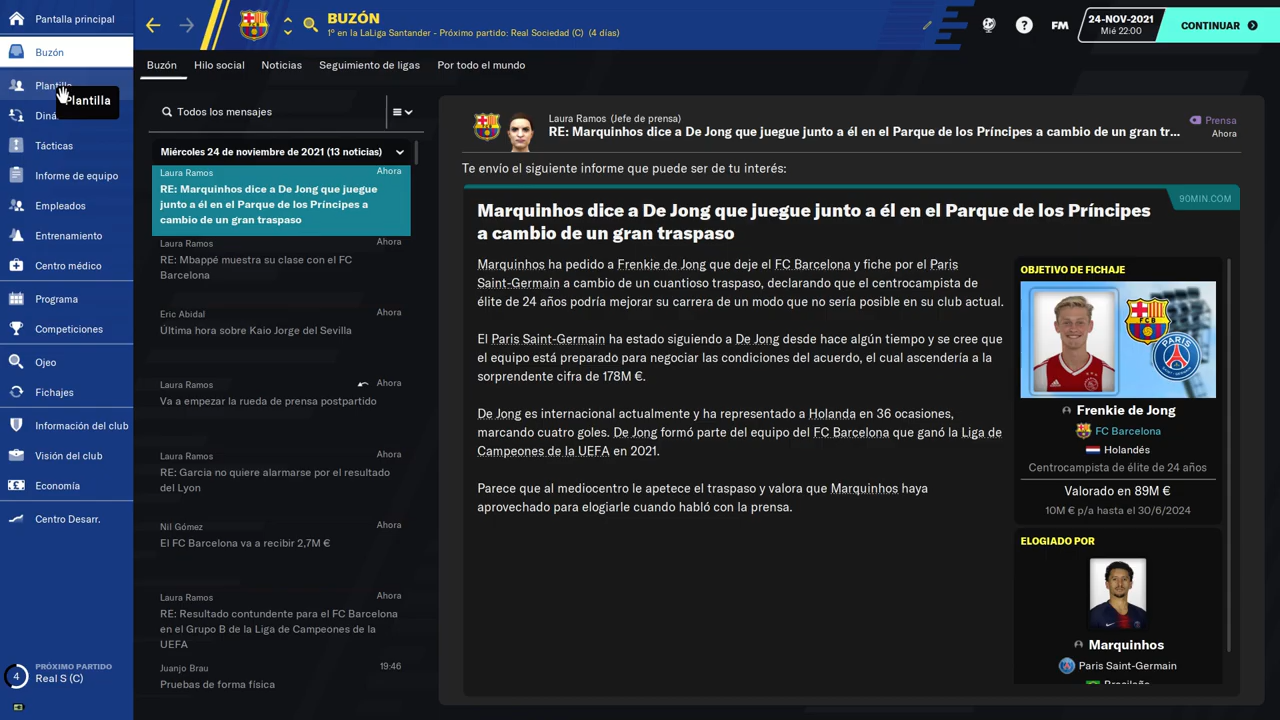 Pantalla principal
Buzón
Plantilla
Plantilla
Diná
Tácticas
Informe de equipo
Empleados
Entrenamiento
Centro médico
Programa
Competiciones
Ojeo
Fichajes
Información del club
Visión del club
Economía
Centro Desarr.
4
PRÓXIMO PARTIDO
Real S (C)
BUZÓN
1º en la LaLiga Santander - Próximo partido: Real Sociedad (C) (4 días)
FM
24-NOV-2021
Mié 22:00
CONTINUAR
Buzón
Hilo social
Noticias
Seguimiento de ligas
Por todo el mundo
Todos los mensajes
Miércoles 24 de noviembre de 2021 (13 noticias)
Laura Ramos
Ahora
RE: Marquinhos dice a De Jong que juegue
junto a él en el Parque de los Príncipes a
cambio de un gran traspaso
Laura Ramos
Ahora
RE: Mbappé muestra su clase con el FC
Barcelona
Eric Abidal
Ahora
Última hora sobre Kaio Jorge del Sevilla
Laura Ramos
Ahora
Va a empezar la rueda de prensa postpartido
Laura Ramos
Ahora
RE: Garcia no quiere alarmarse por el resultado
del Lyon
Nil Gómez
Ahora
El FC Barcelona va a recibir 2,7M €
Laura Ramos
Ahora
RE: Resultado contundente para el FC Barcelona
en el Grupo B de la Liga de Campeones de la
UEFA
Juanjo Brau
19:46
Pruebas de forma física
Laura Ramos (Jefe de prensa)
RE: Marquinhos dice a De Jong que juegue junto a él en el Parque de los Príncipes a cambio de un gran tr...
Prensa
Ahora
Te envío el siguiente informe que puede ser de tu interés:
90MIN.COM
Marquinhos dice a De Jong que juegue junto a él en el Parque de los Príncipes
a cambio de un gran traspaso
Marquinhos ha pedido a Frenkie de Jong que deje el FC Barcelona y fiche por el Paris
Saint-Germain a cambio de un cuantioso traspaso, declarando que el centrocampista de
élite de 24 años podría mejorar su carrera de un modo que no sería posible en su club actual.
El Paris Saint-Germain ha estado siguiendo a De Jong desde hace algún tiempo y se cree que
el equipo está preparado para negociar las condiciones del acuerdo, el cual ascendería a la
sorprendente cifra de 178M €.
De Jong es internacional actualmente y ha representado a Holanda en 36 ocasiones,
marcando cuatro goles. De Jong formó parte del equipo del FC Barcelona que ganó la Liga de
Campeones de la UEFA en 2021.
Parece que al mediocentro le apetece el traspaso y valora que Marquinhos haya
aprovechado para elogiarle cuando habló con la prensa.
OBJETIVO DE FICHAJE
Frenkie de Jong
FC Barcelona
Holandés
Centrocampista de élite de 24 años
Valorado en 89M €
10M € p/a hasta el 30/6/2024
ELOGIADO POR
Marquinhos
Paris Saint-Germain
Brasileño